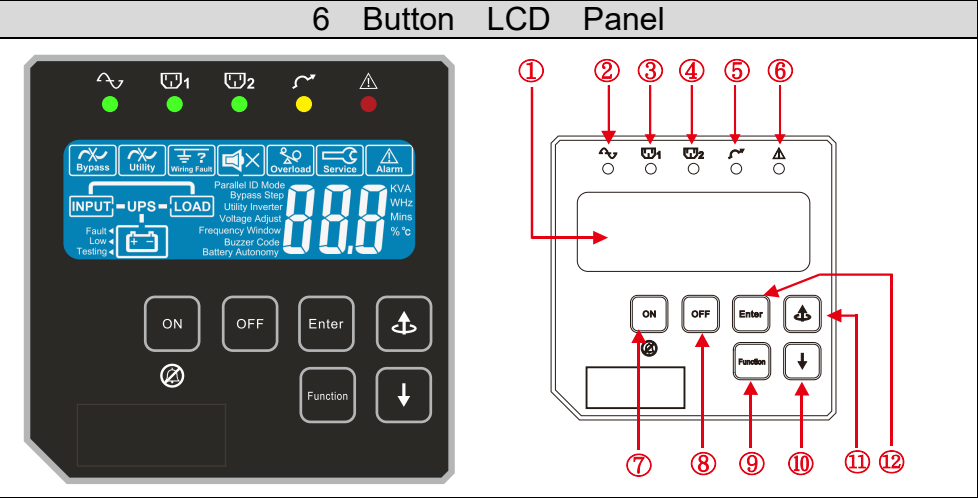 6 Button LCD Panel
1 2
Bypass Utility Wiring Fault Overload Service Alarm
?
Parallel ID Mode
Bypass Step
Utility Inverter
Voltage Adjust
Frequency Window
Buzzer Code
Battery Autonomy
INPUT UPS LOAD
Fault
Low
Testing
+ −
88.8
KVA
WHz
Mins
%℃
ON OFF Enter
Function
① ② ③ ④ ⑤ ⑥
1 2
ON OFF Enter
Function
⑦ ⑧ ⑨ ⑩ ⑪ ⑫